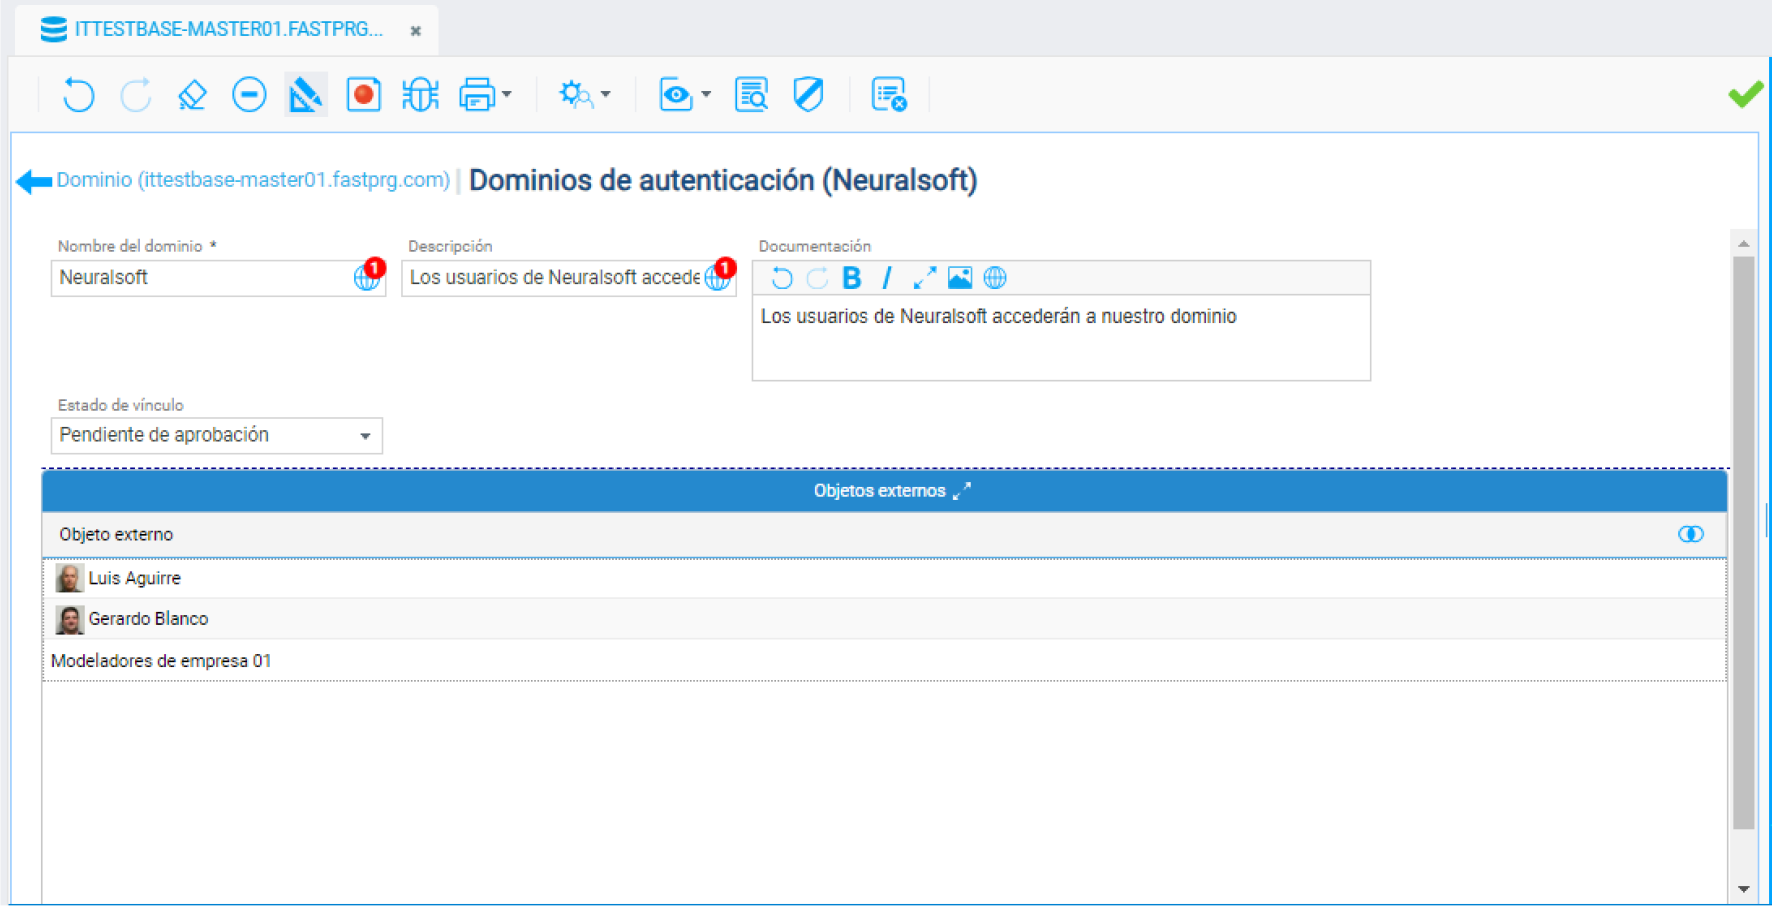 ITTESTBASE-MASTER01.FASTPRG...
Dominio (ittestbase-master01.fastprg.com) | Dominios de autenticación (Neuralsoft)
Nombre del dominio *
Neuralsoft
1
Descripción
Los usuarios de Neuralsoft accede
1
Documentación
B I
Los usuarios de Neuralsoft accederán a nuestro dominio
Estado de vínculo
Pendiente de aprobación
Objetos externos
Objeto externo
Luis Aguirre
Gerardo Blanco
Modeladores de empresa 01